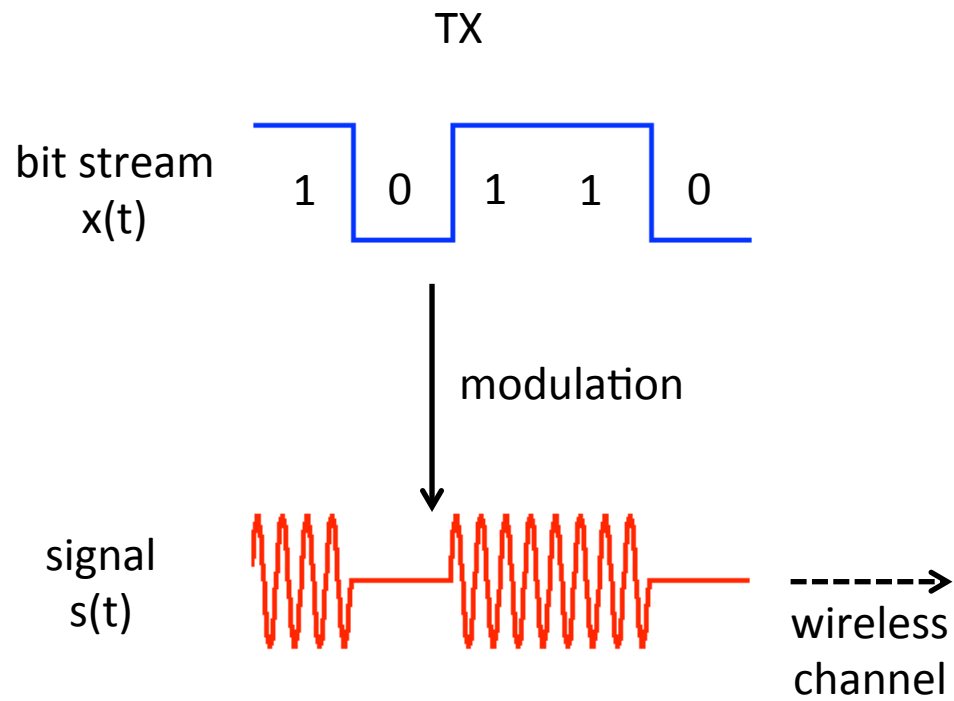 TX
bit stream
x(t)
1 0 1 1 0
modulation
signal
s(t)
wireless
channel